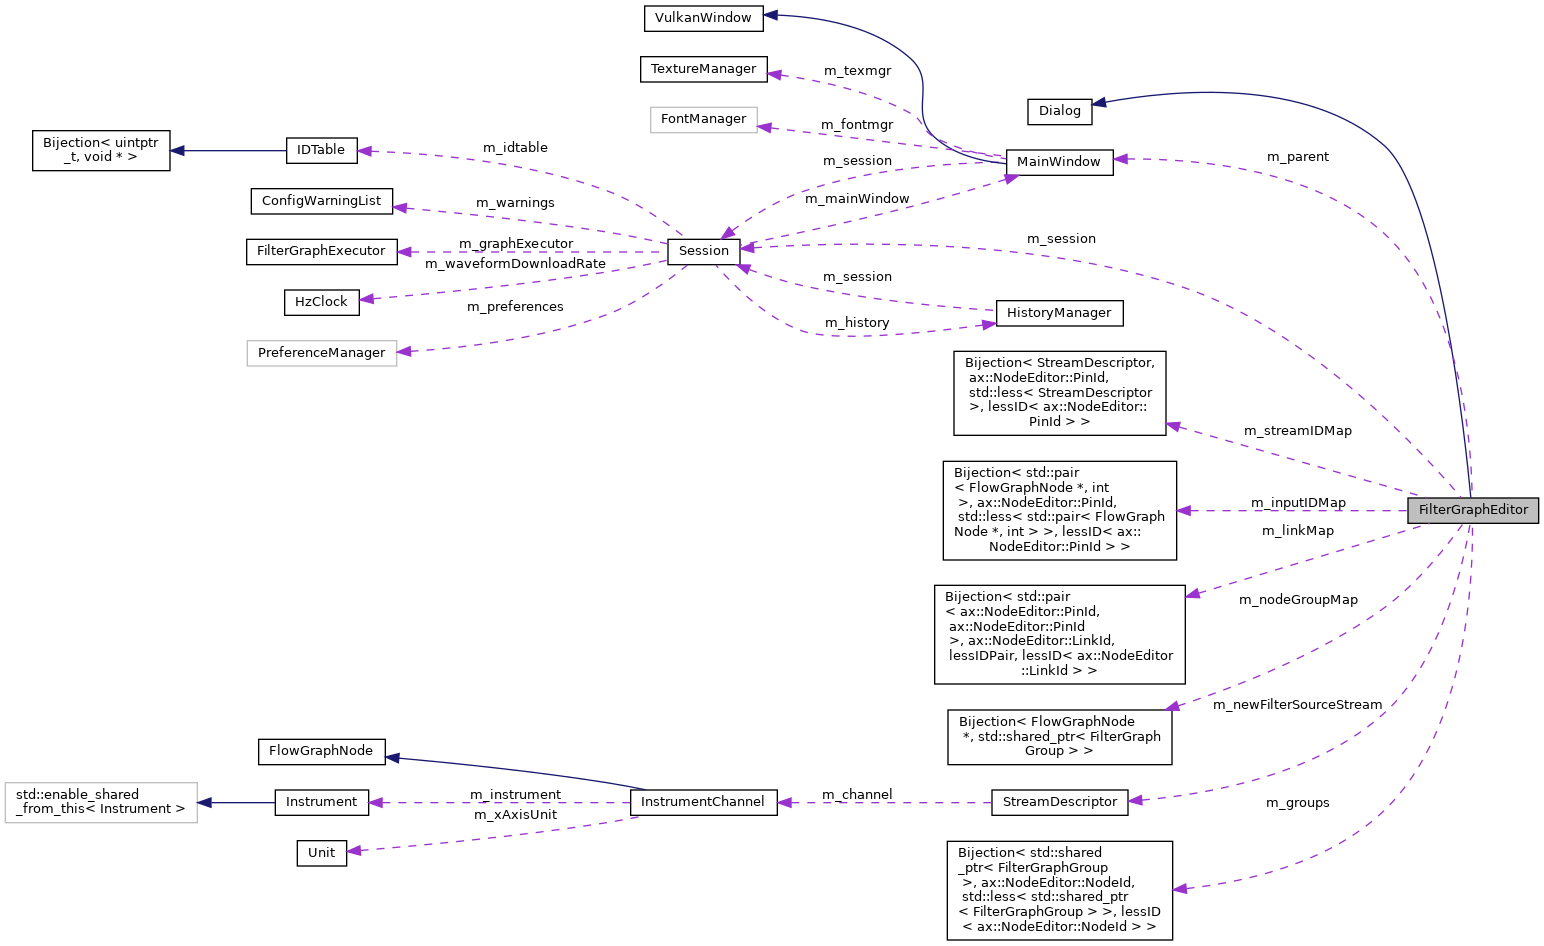 VulkanWindow
TextureManager
m_texmgr
FontManager
m_fontmgr
Dialog
Bijection< uintptr
_t, void * >
IDTable
m_idtable
m_session
MainWindow
m_parent
ConfigWarningList
m_warnings
m_mainWindow
FilterGraphExecutor
m_graphExecutor
Session
m_session
m_waveformDownloadRate
HzClock
m_session
HistoryManager
m_preferences
m_history
PreferenceManager
Bijection< StreamDescriptor,
ax::NodeEditor::PinId,
std::less< StreamDescriptor
>, lessID< ax::NodeEditor::
PinId > >
m_streamIDMap
Bijection< std::pair
< FlowGraphNode *, int
>, ax::NodeEditor::PinId,
std::less< std::pair< FlowGraph
Node *, int > >, lessID< ax::
NodeEditor::PinId > >
m_inputIDMap
FilterGraphEditor
m_linkMap
Bijection< std::pair
< ax::NodeEditor::PinId,
ax::NodeEditor::PinId
>, ax::NodeEditor::LinkId,
lessIDPair, lessID< ax::NodeEditor
::LinkId > >
m_nodeGroupMap
Bijection< FlowGraphNode
*, std::shared_ptr< FilterGraph
Group > >
m_newFilterSourceStream
FlowGraphNode
std::enable_shared
_from_this< Instrument >
Instrument
m_instrument
m_xAxisUnit
InstrumentChannel
m_channel
StreamDescriptor
m_groups
Unit
Bijection< std::shared
_ptr< FilterGraphGroup
>, ax::NodeEditor::NodeId,
std::less< std::shared_ptr
< FilterGraphGroup > >, lessID
< ax::NodeEditor::NodeId > >